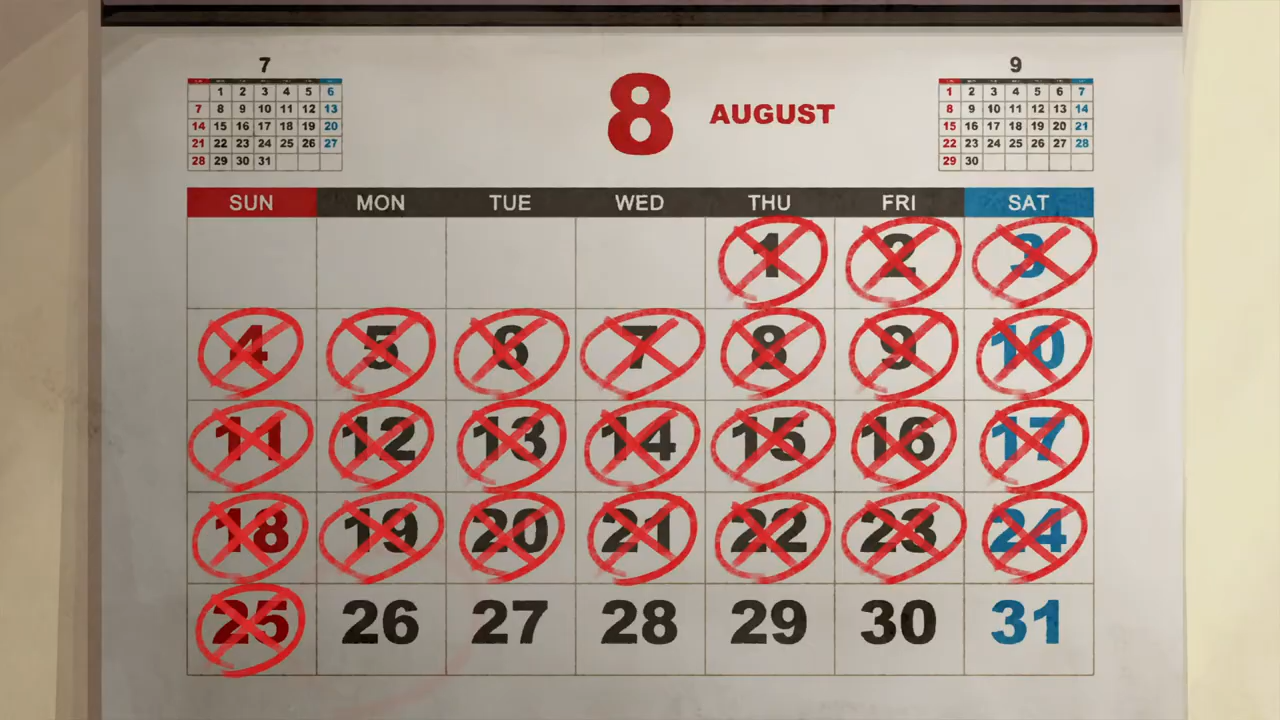 7
1 2 3 4 5 6
7 8 9 10 11 12 13
14 15 16 17 18 19 20
21 22 23 24 25 26 27
28 29 30 31
8 AUGUST
9
1 2 3 4 5 6 7
8 9 10 11 12 13 14
15 16 17 18 19 20 21
22 23 24 25 26 27 28
29 30
SUN MON TUE WED THU FRI SAT
1 2 3
4 5 6 7 8 9 10
11 12 13 14 15 16 17
18 19 20 21 22 23 24
25 26 27 28 29 30 31